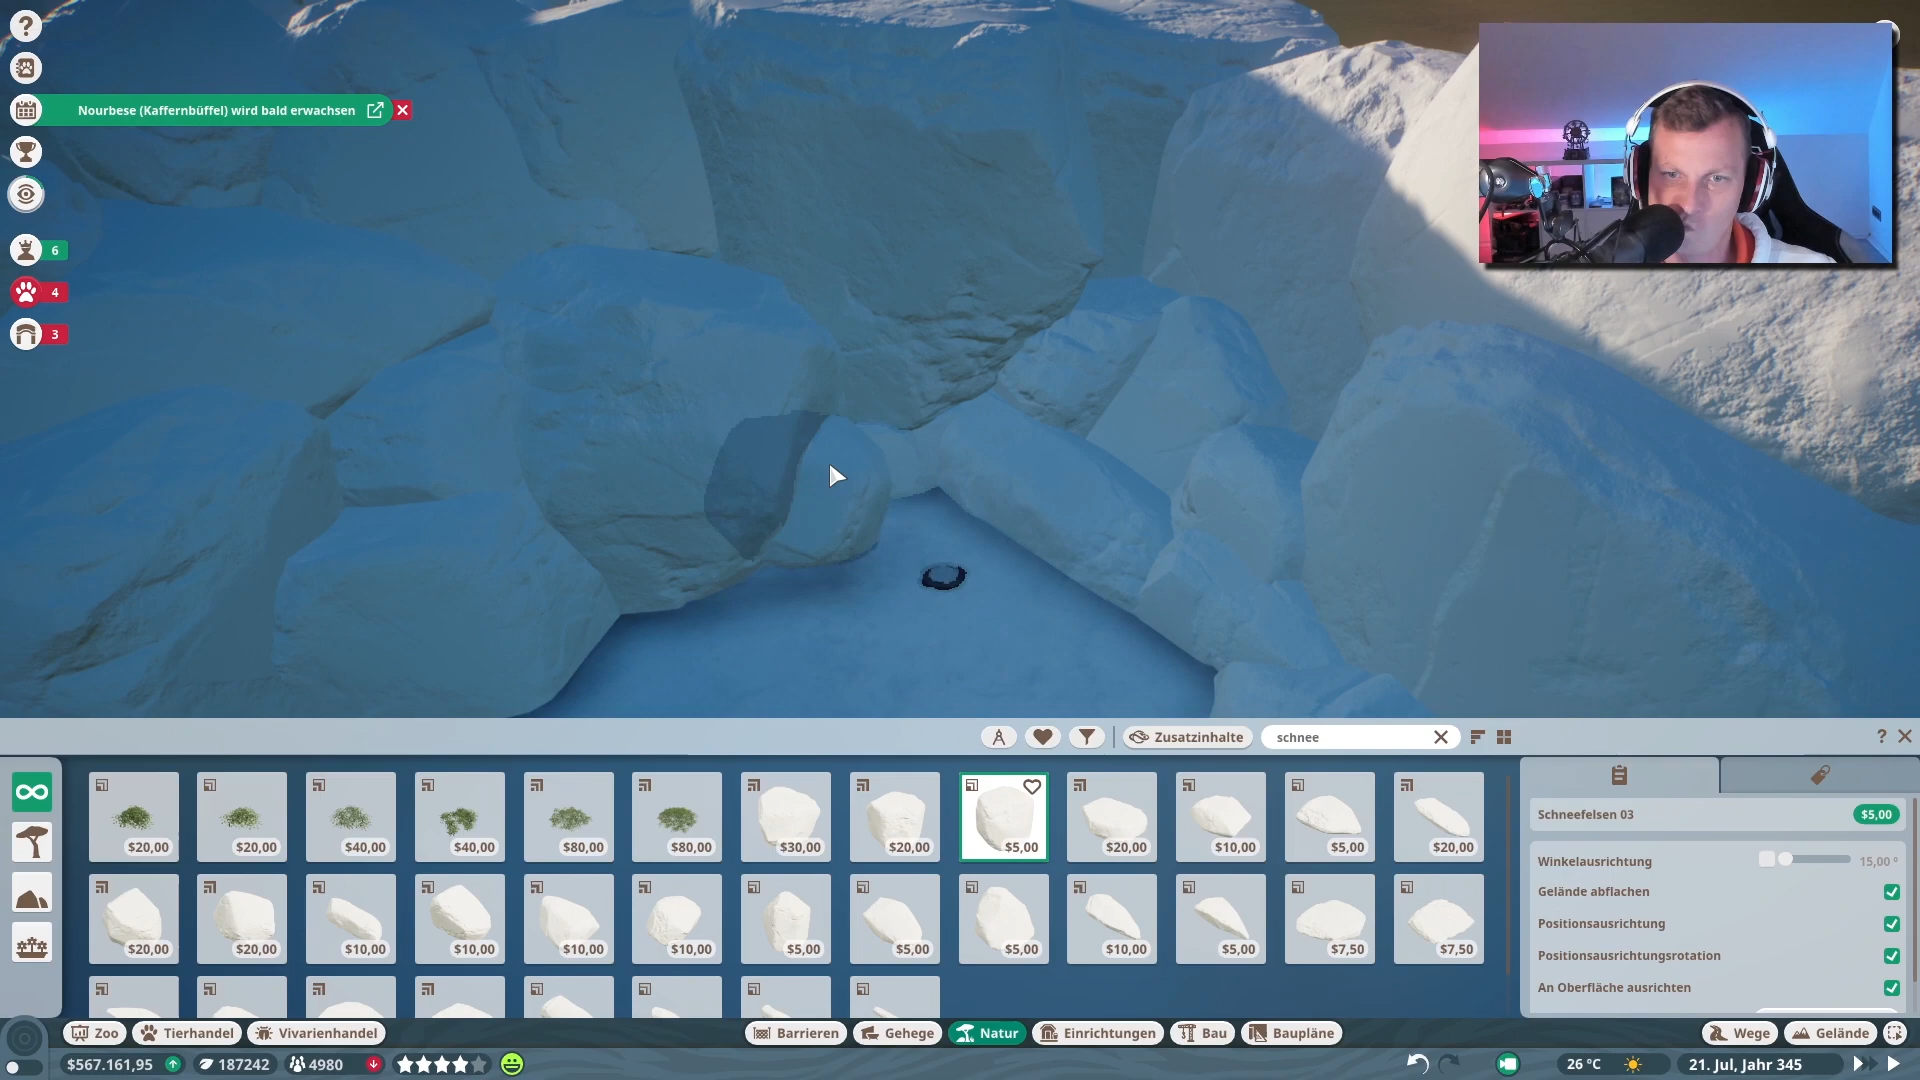 ?
Nourbese (Kaffernbüffel) wird bald erwachsen
6
4
3
Zusatzinhalte
schnee
?
$20,00
$20,00
$40,00
$40,00
$80,00
$80,00
$30,00
$20,00
$5,00
$20,00
$10,00
$5,00
$20,00
$20,00
$20,00
$10,00
$10,00
$10,00
$10,00
$5,00
$5,00
$5,00
$10,00
$5,00
$7,50
$7,50
Schneefelsen 03
$5,00
Winkelausrichtung
15,00 °
Gelände abflachen
Positionsausrichtung
Positionsausrichtungsrotation
An Oberfläche ausrichten
Zoo
Tierhandel
Vivarienhandel
Barrieren
Gehege
Natur
Einrichtungen
Bau
Baupläne
Wege
Gelände
$567.161,95
187242
4980
26 °C
21. Jul, Jahr 345